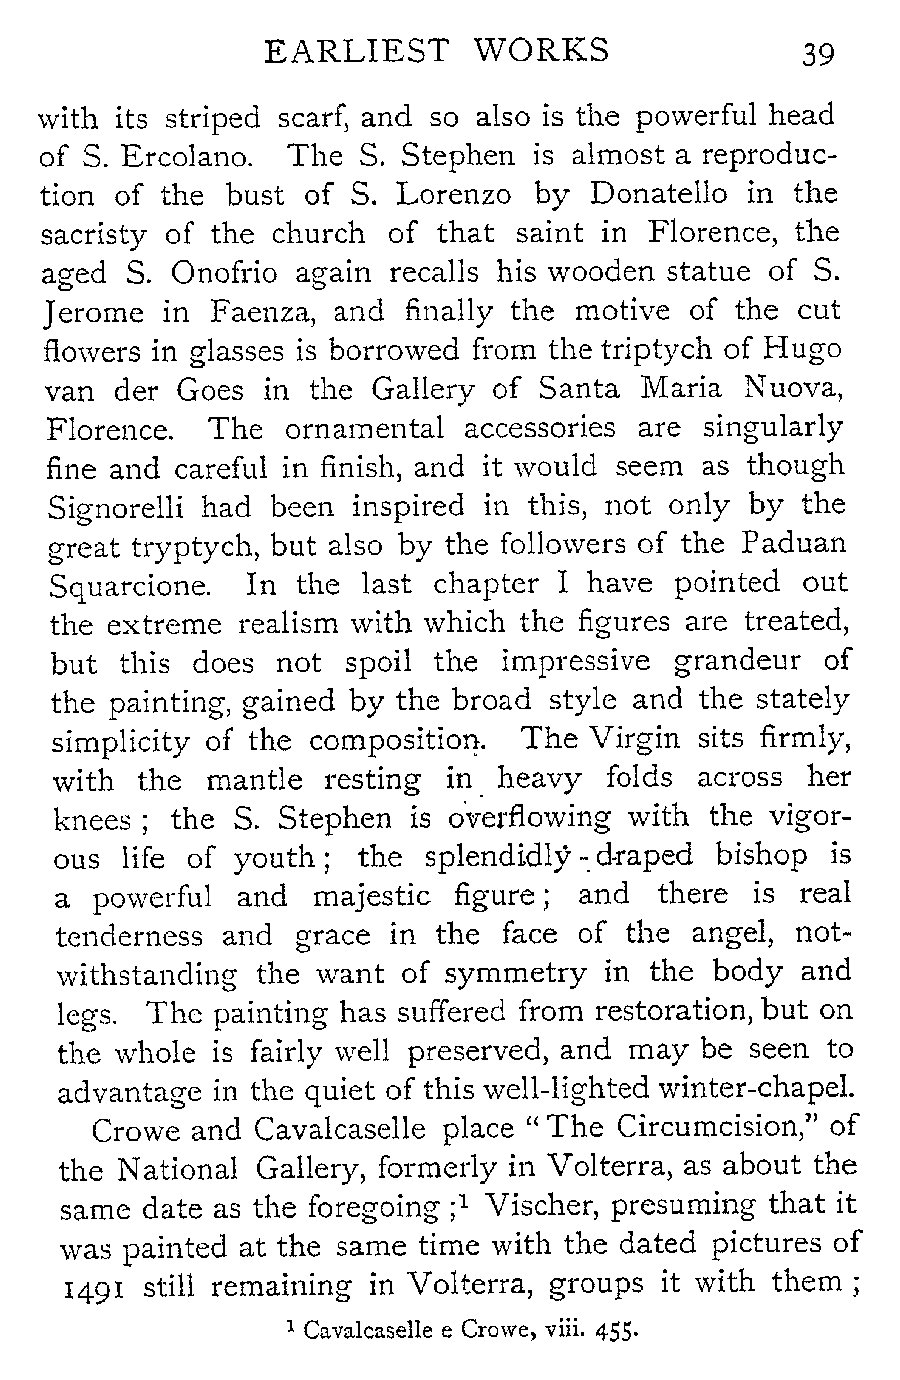 EARLIEST WORKS 39
with its striped scarf, and so also is the powerful head
of S. Ercolano. The S. Stephen is almost a reproduc-
tion of the bust of S. Lorenzo by Donatello in the
sacristy of the church of that saint in Florence, the
aged S. Onofrio again recalls his wooden statue of S.
Jerome in Faenza, and finally the motive of the cut
flowers in glasses is borrowed from the triptych of Hugo
van der Goes in the Gallery of Santa Maria Nuova,
Florence. The ornamental accessories are singularly
fine and careful in finish, and it would seem as though
Signorelli had been inspired in this, not only by the
great tryptych, but also by the followers of the Paduan
Squarcione. In the last chapter I have pointed out
the extreme realism with which the figures are treated,
but this does not spoil the impressive grandeur of
the painting, gained by the broad style and the stately
simplicity of the composition. The Virgin sits firmly,
with the mantle resting in heavy folds across her
knees ; the S. Stephen is overflowing with the vigor-
ous life of youth ; the splendidly-draped bishop is
a powerful and majestic figure ; and there is real
tenderness and grace in the face of the angel, not-
withstanding the want of symmetry in the body and
legs. The painting has suffered from restoration, but on
the whole is fairly well preserved, and may be seen to
advantage in the quiet of this well-lighted winter-chapel.
Crowe and Cavalcaselle place “The Circumcision,” of
the National Gallery, formerly in Volterra, as about the
same date as the foregoing ;¹ Vischer, presuming that it
was painted at the same time with the dated pictures of
1491 still remaining in Volterra, groups it with them ;
¹ Cavalcaselle e Crowe, viii. 455.